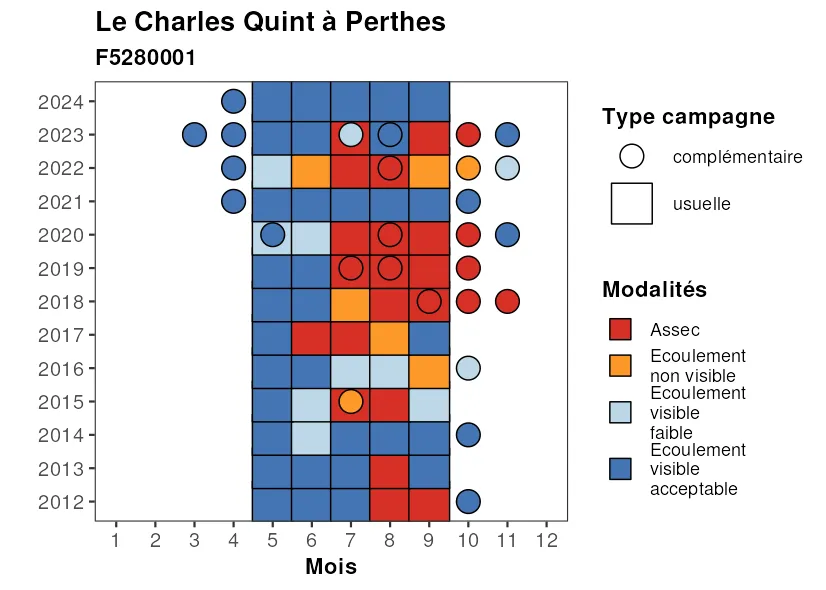 Le Charles Quint à Perthes
F5280001
2024
2023
2022
2021
2020
2019
2018
2017
2016
2015
2014
2013
2012
1 2 3 4 5 6 7 8 9 10 11 12
Mois
Type campagne
complémentaire
usuelle
Modalités
Assec
Ecoulement
non visible
Ecoulement
visible
faible
Ecoulement
visible
acceptable